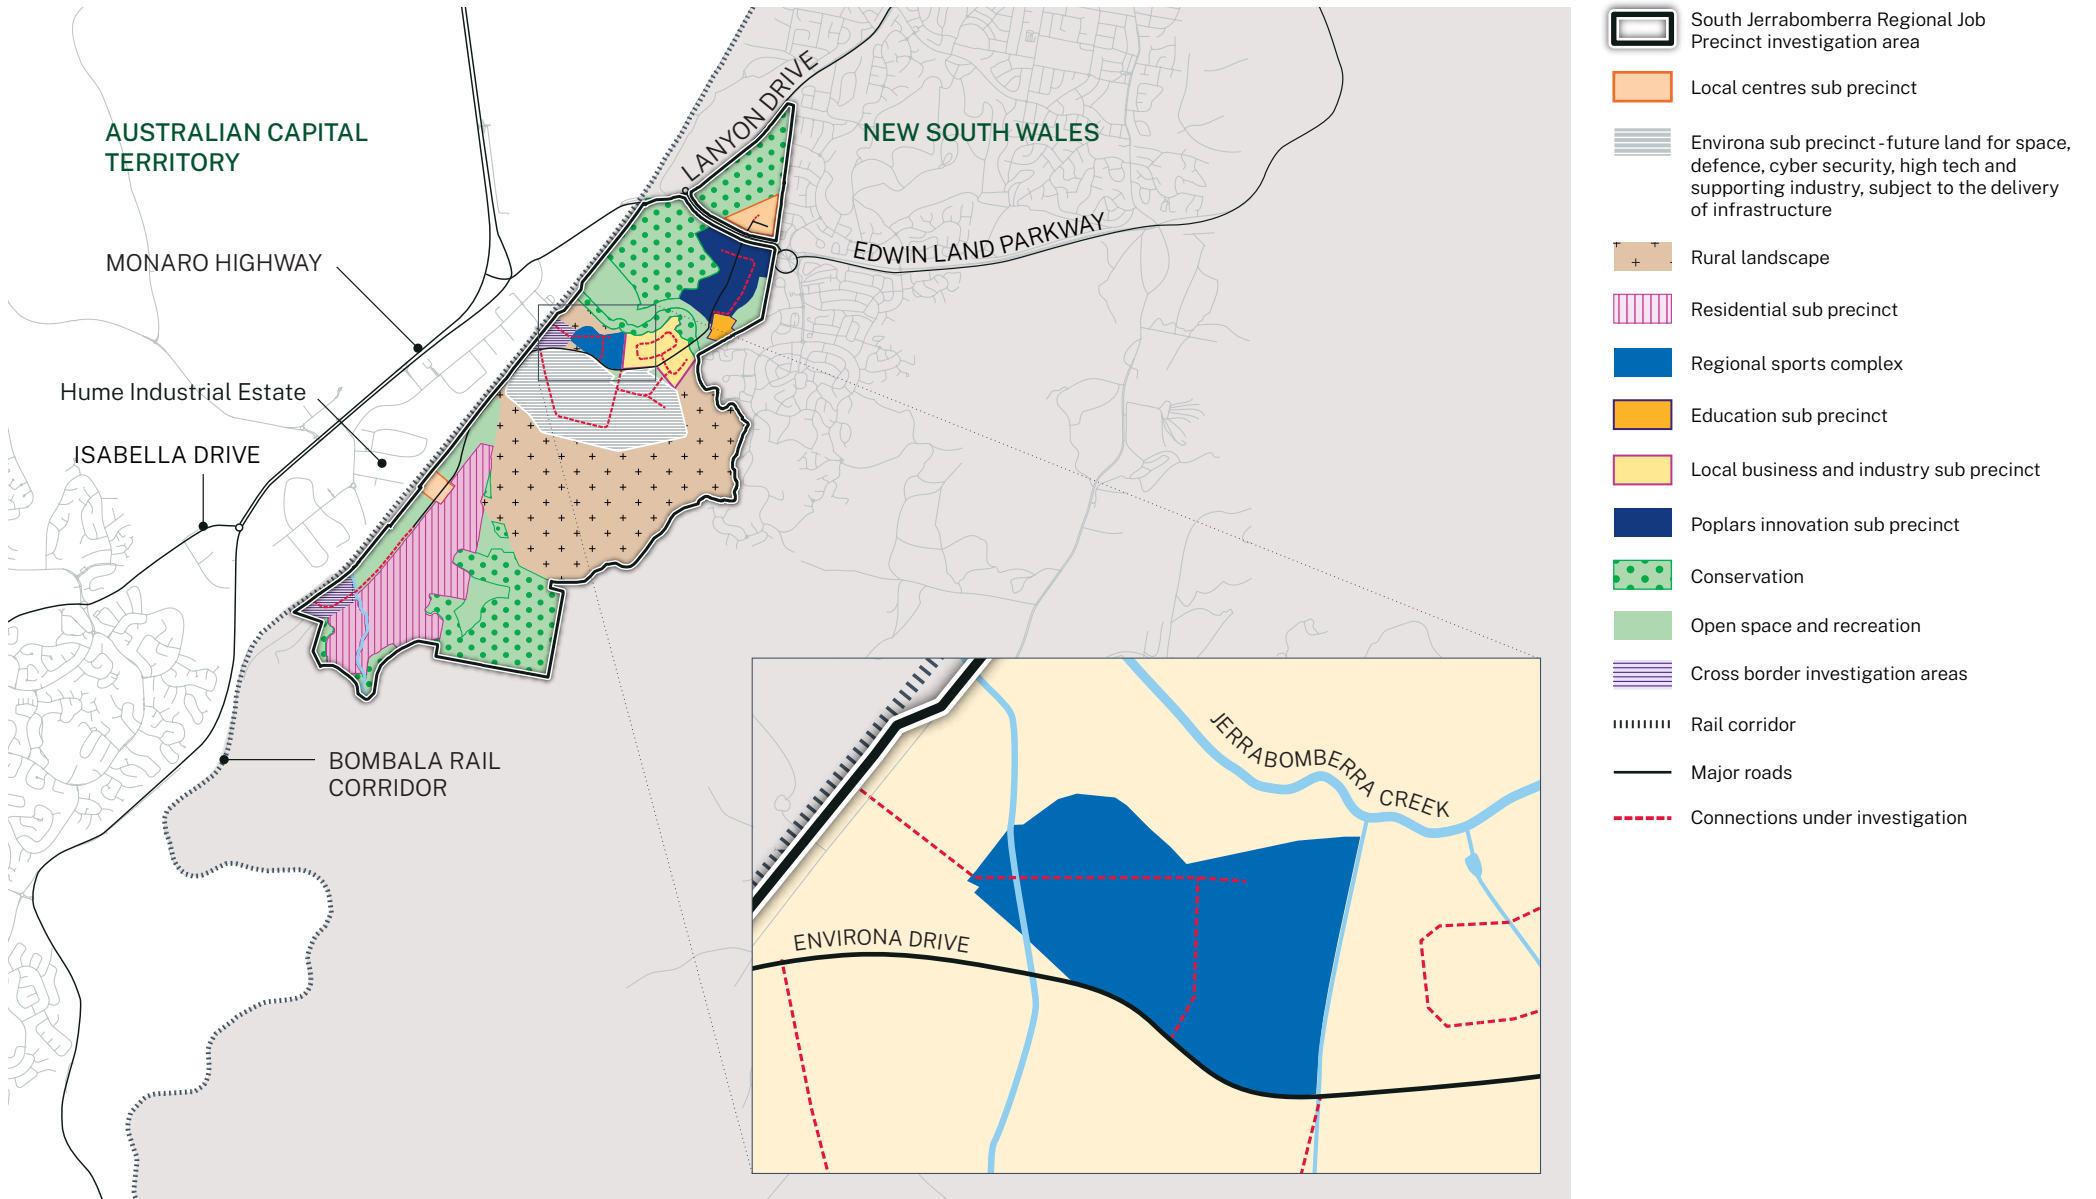 AUSTRALIAN CAPITAL
TERRITORY
LANYON DRIVE
NEW SOUTH WALES
EDWIN LAND PARKWAY
MONARO HIGHWAY
Hume Industrial Estate
ISABELLA DRIVE
BOMBALA RAIL
CORRIDOR
JERRABOMBERRA CREEK
ENVIRONA DRIVE
South Jerrabomberra Regional Job
Precinct investigation area
Local centres sub precinct
Environa sub precinct - future land for space,
defence, cyber security, high tech and
supporting industry, subject to the delivery
of infrastructure
Rural landscape
Residential sub precinct
Regional sports complex
Education sub precinct
Local business and industry sub precinct
Poplars innovation sub precinct
Conservation
Open space and recreation
Cross border investigation areas
Rail corridor
Major roads
Connections under investigation